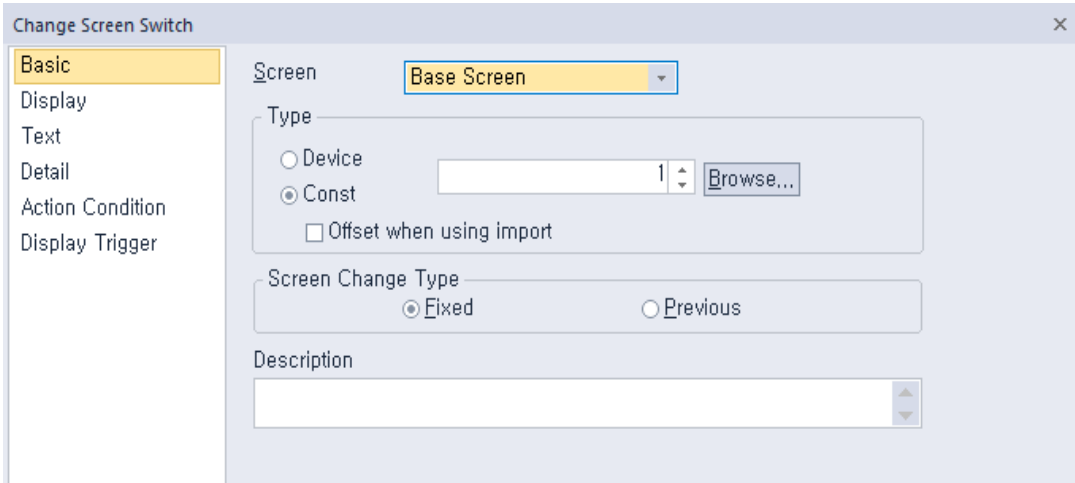 Change Screen Switch
Basic
Display
Text
Detail
Action Condition
Display Trigger
Screen Base Screen
Type
Device
Const
1 Browse...
Offset when using import
Screen Change Type
Fixed Previous
Description